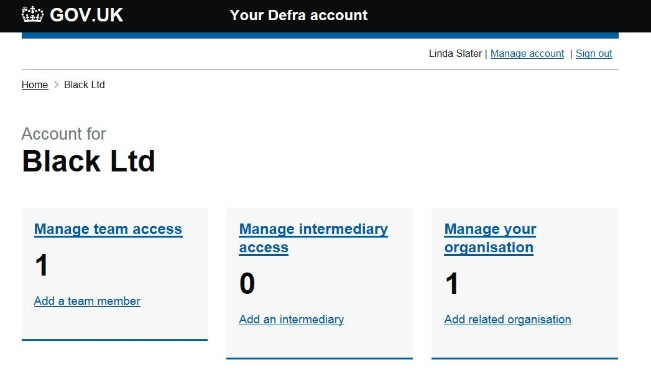 GOV.UK Your Defra account
Linda Slater | Manage account | Sign out
Home > Black Ltd
Account for
Black Ltd
Manage team access
1
Add a team member
Manage intermediary
access
0
Add an intermediary
Manage your
organisation
1
Add related organisation